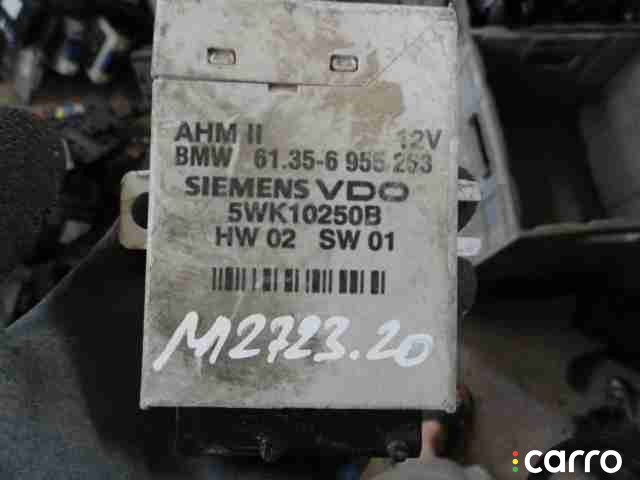 AHM II 12V
BMW 61.35-6 955 253
SIEMENS VDO
5WK10250B
HW 02 SW 01
M2723.20
:carro